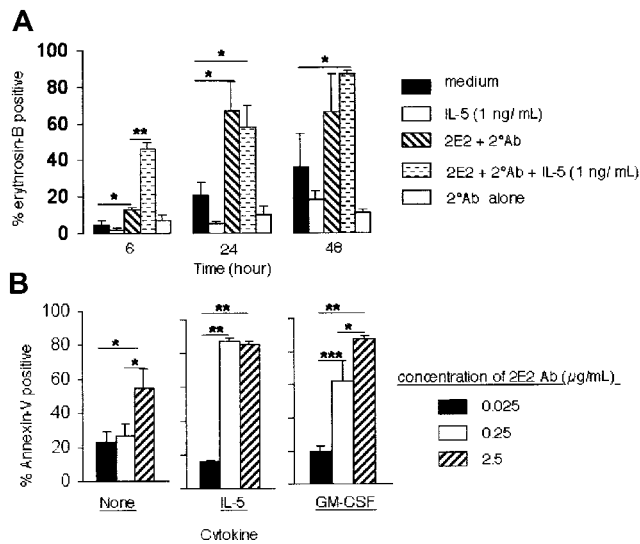 A
% erythrosin-B positive
100
80
60
40
20
0
*
**
*
*
*
6
24
48
Time (hour)
medium
IL-5 (1 ng/mL)
2E2 + 2°Ab
2E2 + 2°Ab + IL-5 (1 ng/mL)
2°Ab alone
B
% Annexin-V positive
100
80
60
40
20
0
*
*
**
**
**
*
***
None
IL-5
GM-CSF
Cytokine
concentration of 2E2 Ab (µg/mL)
0.025
0.25
2.5